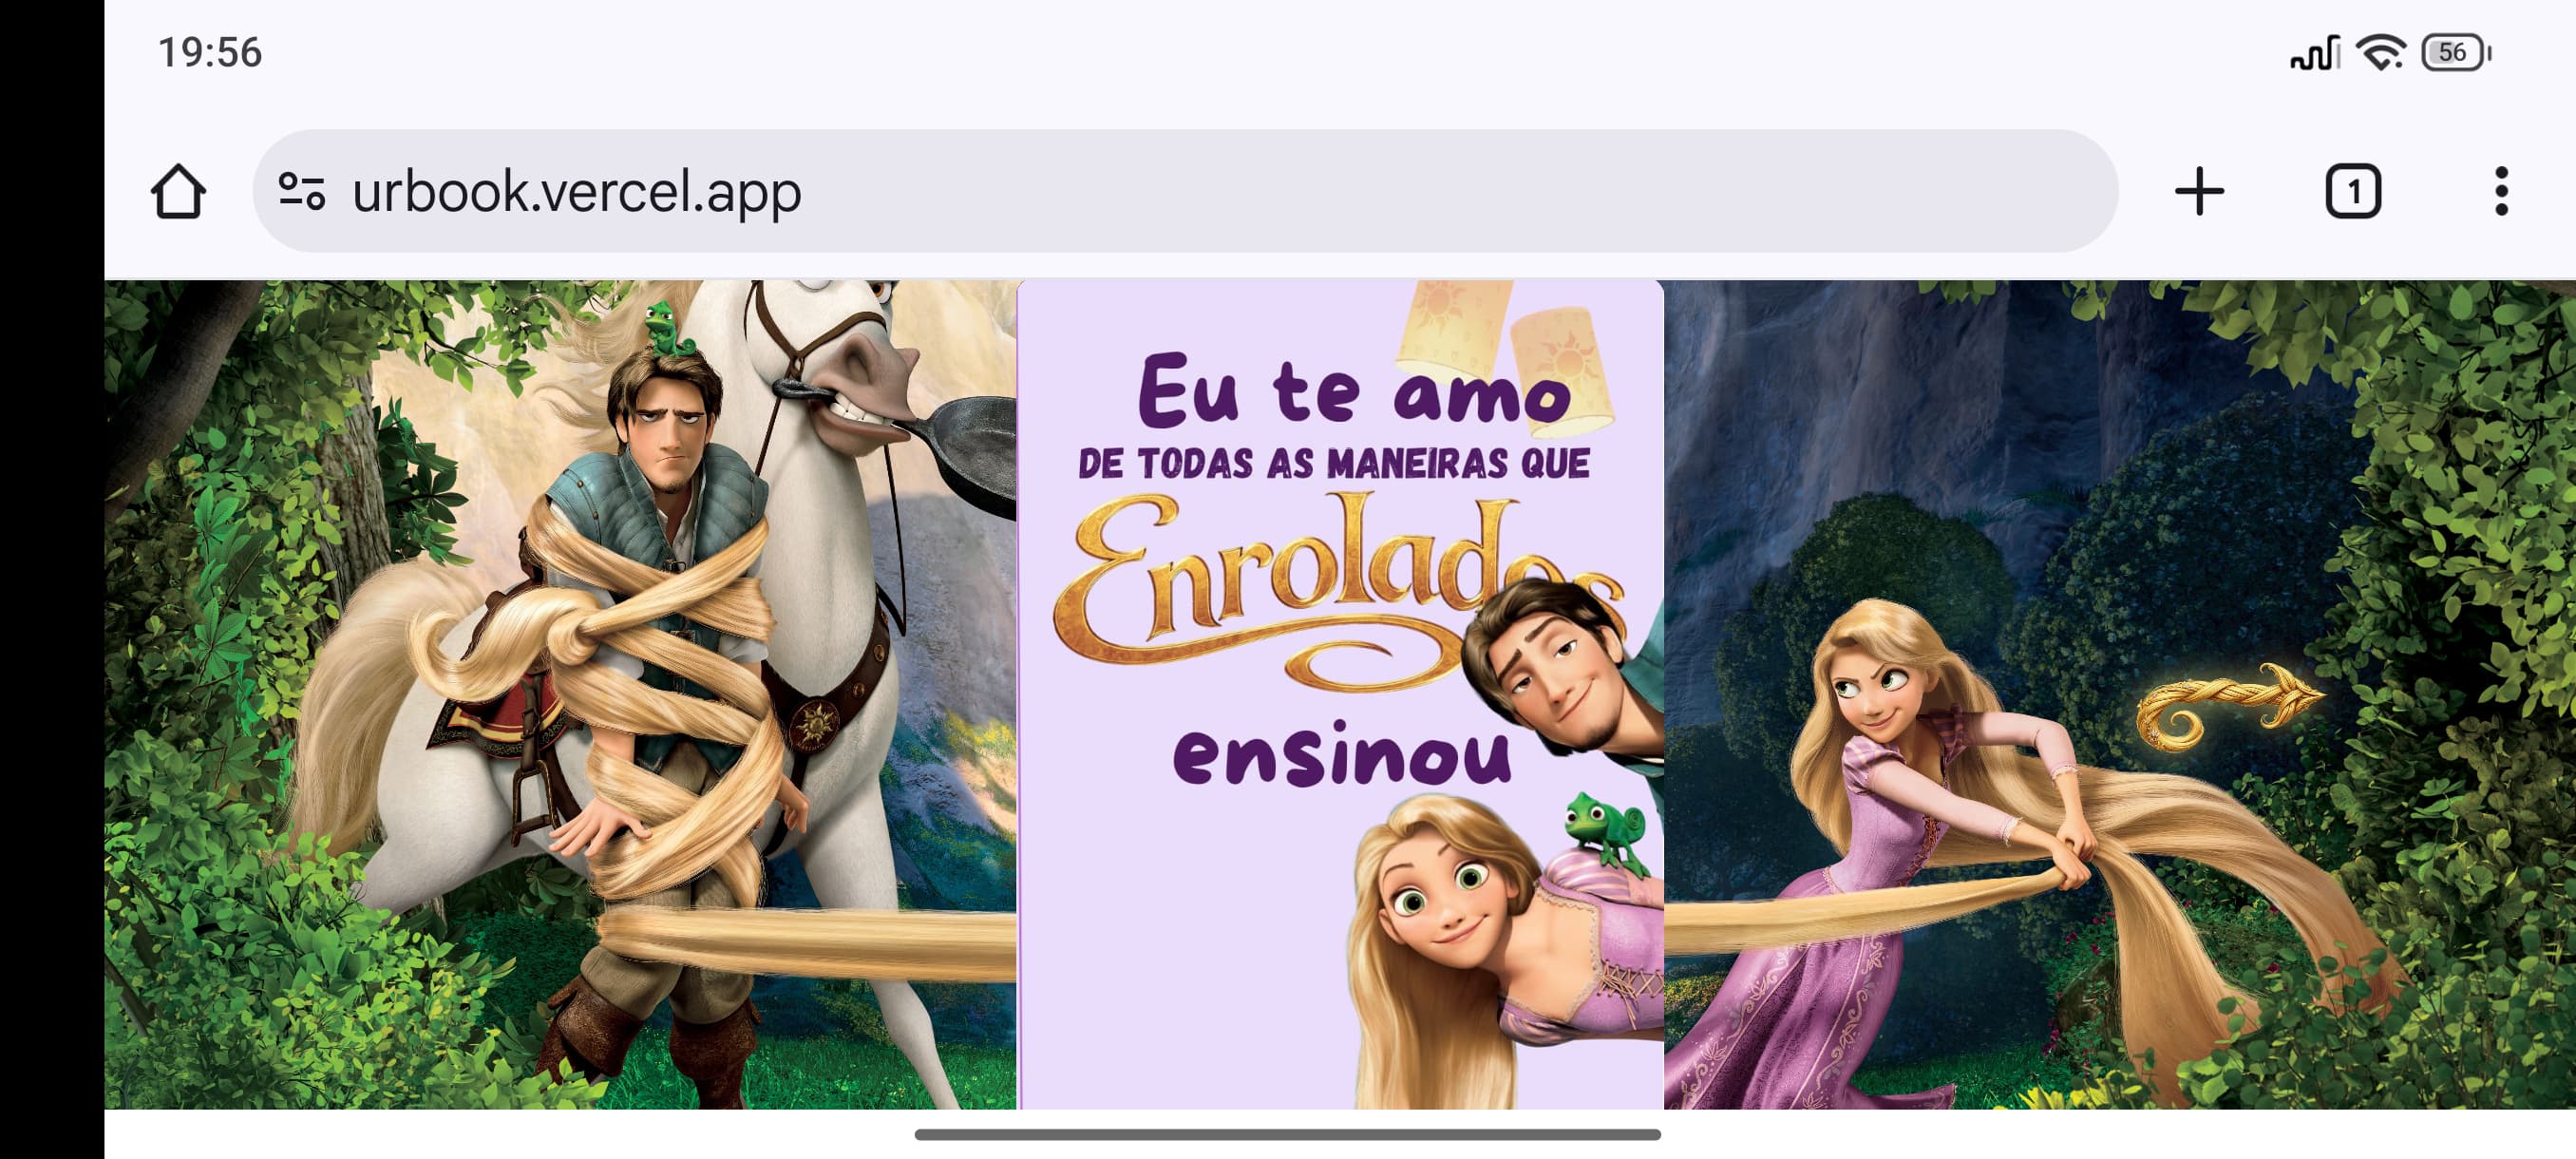 19:56
56
urbook.vercel.app
1
Eu te amo
DE TODAS AS MANEIRAS QUE
Enrolados
ensinou